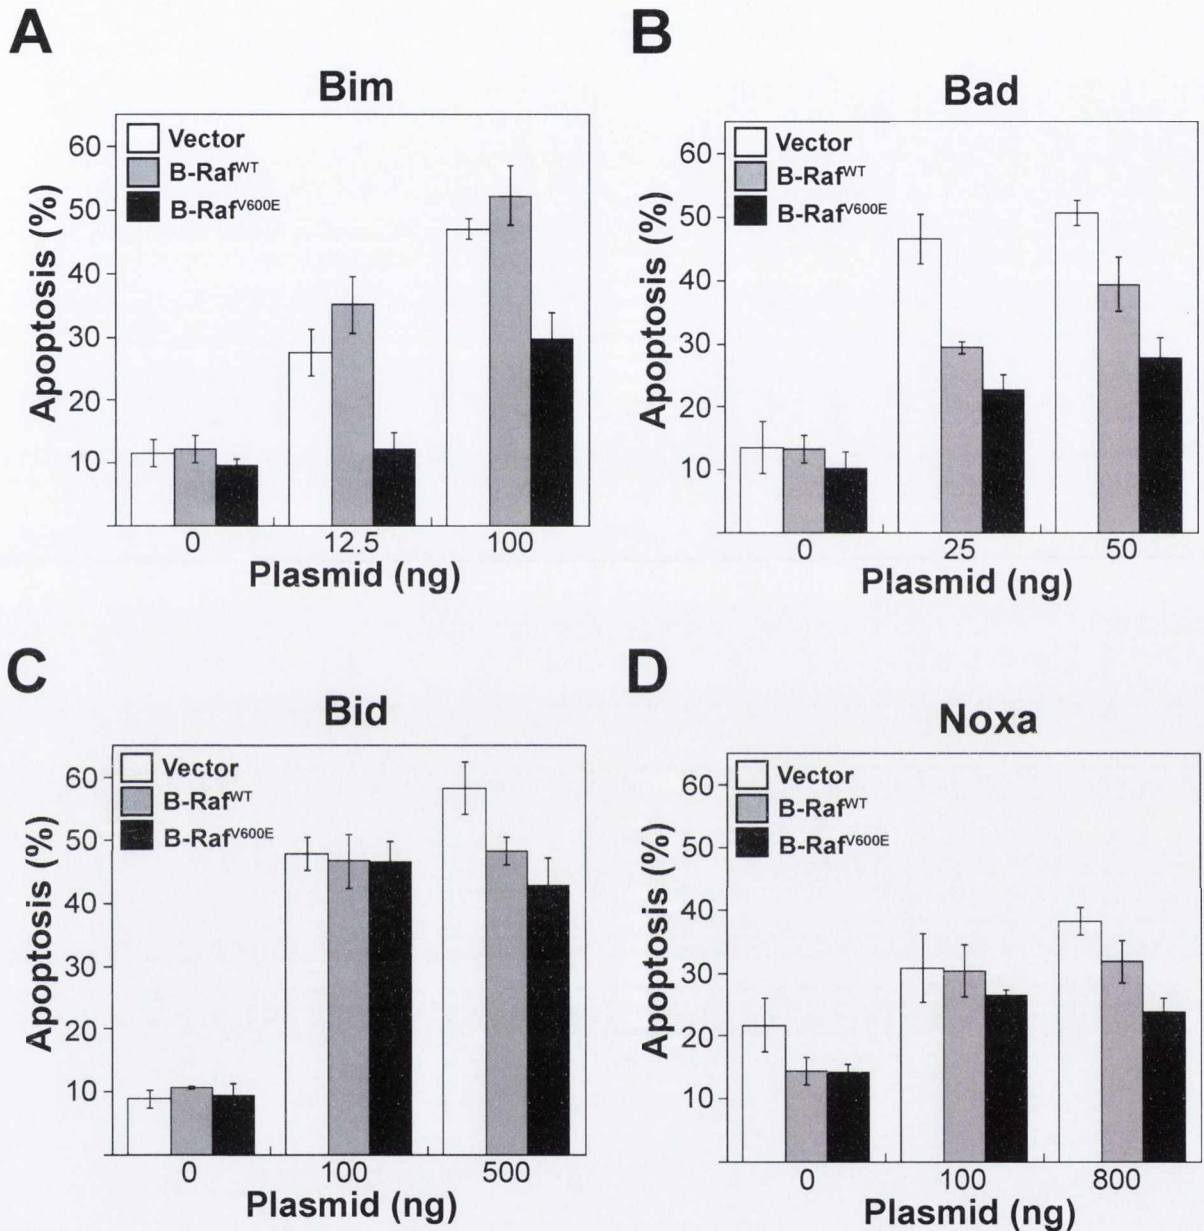 A
Bim
Vector
B-Raf^WT
B-Raf^V600E
Apoptosis (%)
60
50
40
30
20
10
0
12.5
100
Plasmid (ng)
B
Bad
Vector
B-Raf^WT
B-Raf^V600E
Apoptosis (%)
60
50
40
30
20
10
0
25
50
Plasmid (ng)
C
Bid
Vector
B-Raf^WT
B-Raf^V600E
Apoptosis (%)
60
50
40
30
20
10
0
100
500
Plasmid (ng)
D
Noxa
Vector
B-Raf^WT
B-Raf^V600E
Apoptosis (%)
60
50
40
30
20
10
0
100
800
Plasmid (ng)